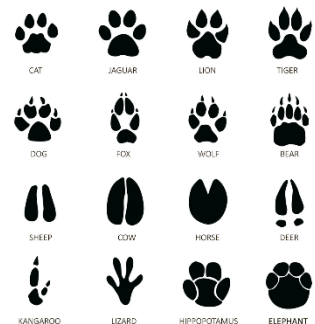 CAT JAGUAR LION TIGER
DOG FOX WOLF BEAR
SHEEP COW HORSE DEER
KANGAROO LIZARD HIPPOPOTAMUS ELEPHANT